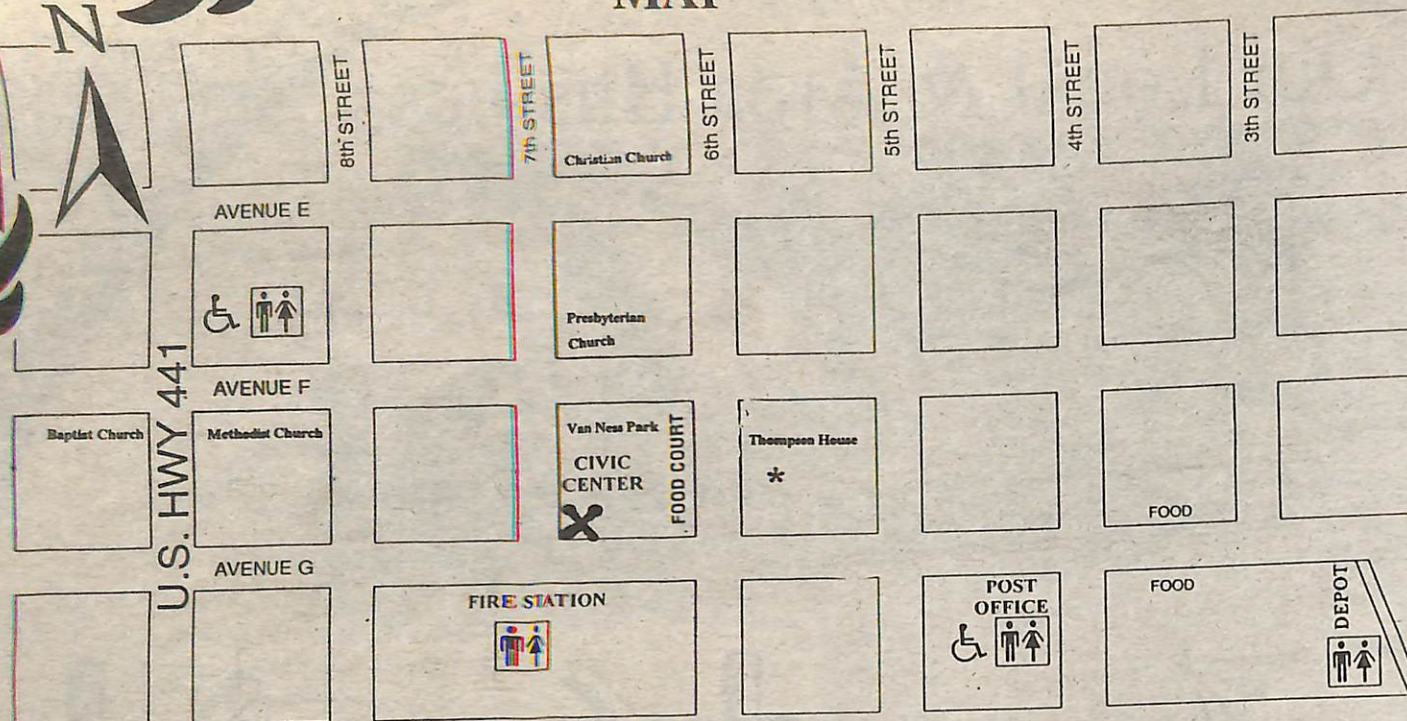 MAP
N
8th STREET
7th STREET
6th STREET
5th STREET
4th STREET
3th STREET
Christian Church
AVENUE E
Presbyterian
Church
U.S. HWY 441
AVENUE F
Baptist Church
Methodist Church
Van Ness Park
CIVIC
CENTER
FOOD COURT
Thompson House
*
FOOD
AVENUE G
FIRE STATION
POST
OFFICE
FOOD
DEPOT